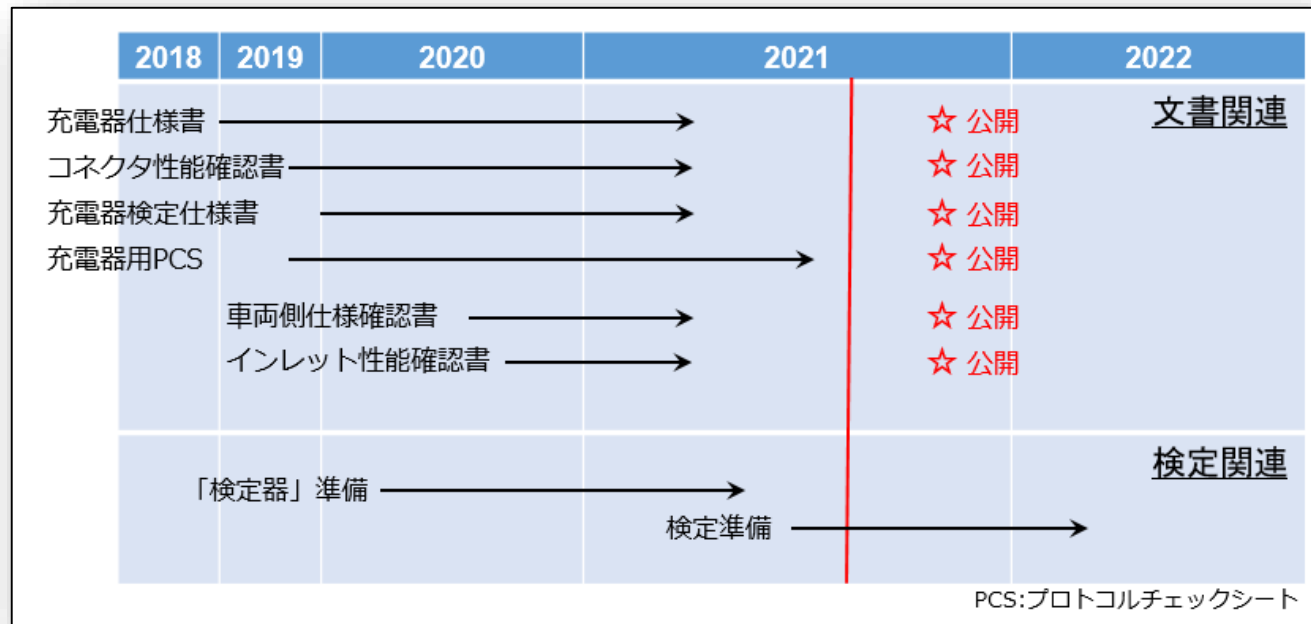 2018 2019 2020 2021 2022
文書関連
充電器仕様書 ☆ 公開
コネクタ性能確認書 ☆ 公開
充電器検定仕様書 ☆ 公開
充電器用PCS ☆ 公開
車両側仕様確認書 ☆ 公開
インレット性能確認書 ☆ 公開
検定関連
「検定器」準備
検定準備
PCS:プロトコルチェックシート